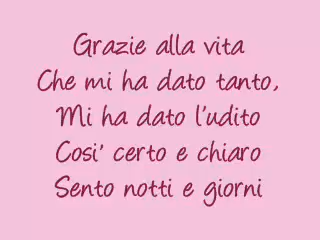 Grazie alla vita
Che mi ha dato tanto,
Mi ha dato l'udito
Cosi' certo e chiaro
Sento notti e giorni